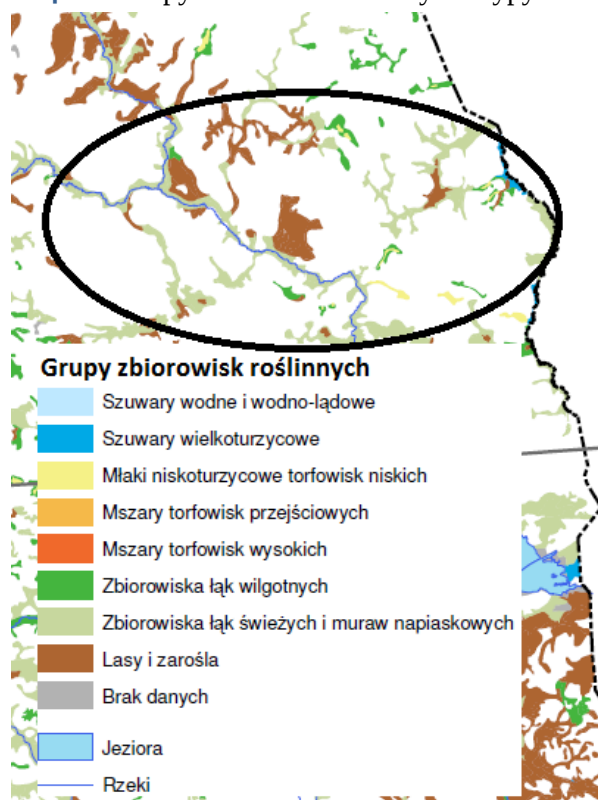 Grupy zbiorowisk roślinnych
Szuwary wodne i wodno-lądowe
Szuwary wielkoturzycowe
Młaki niskoturzycowe torfowisk niskich
Mszary torfowisk przejściowych
Mszary torfowisk wysokich
Zbiorowiska łąk wilgotnych
Zbiorowiska łąk świeżych i muraw napiaskowych
Lasy i zarośla
Brak danych
Jeziora
Rzeki